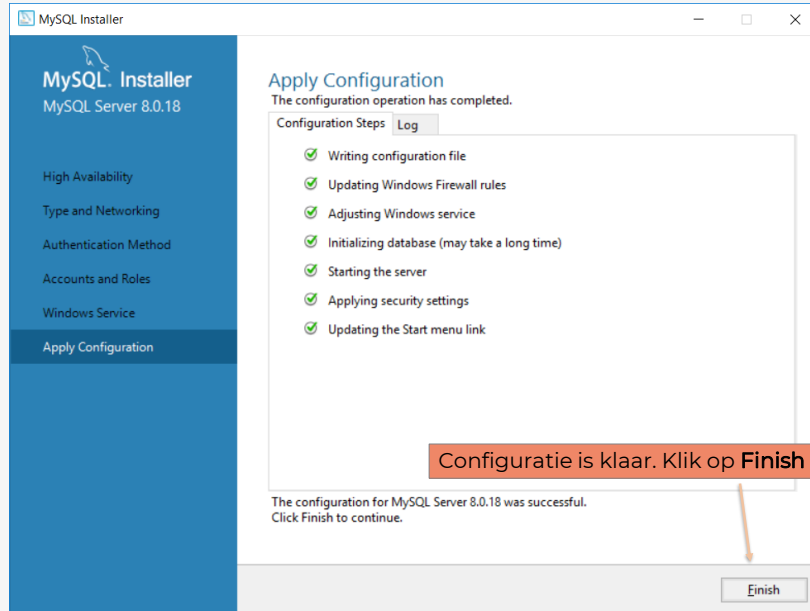 MySQL Installer
MySQL. Installer
MySQL Server 8.0.18
High Availability
Type and Networking
Authentication Method
Accounts and Roles
Windows Service
Apply Configuration
Apply Configuration
The configuration operation has completed.
Configuration Steps Log
Writing configuration file
Updating Windows Firewall rules
Adjusting Windows service
Initializing database (may take a long time)
Starting the server
Applying security settings
Updating the Start menu link
Configuratie is klaar. Klik op Finish
The configuration for MySQL Server 8.0.18 was successful.
Click Finish to continue.
Finish